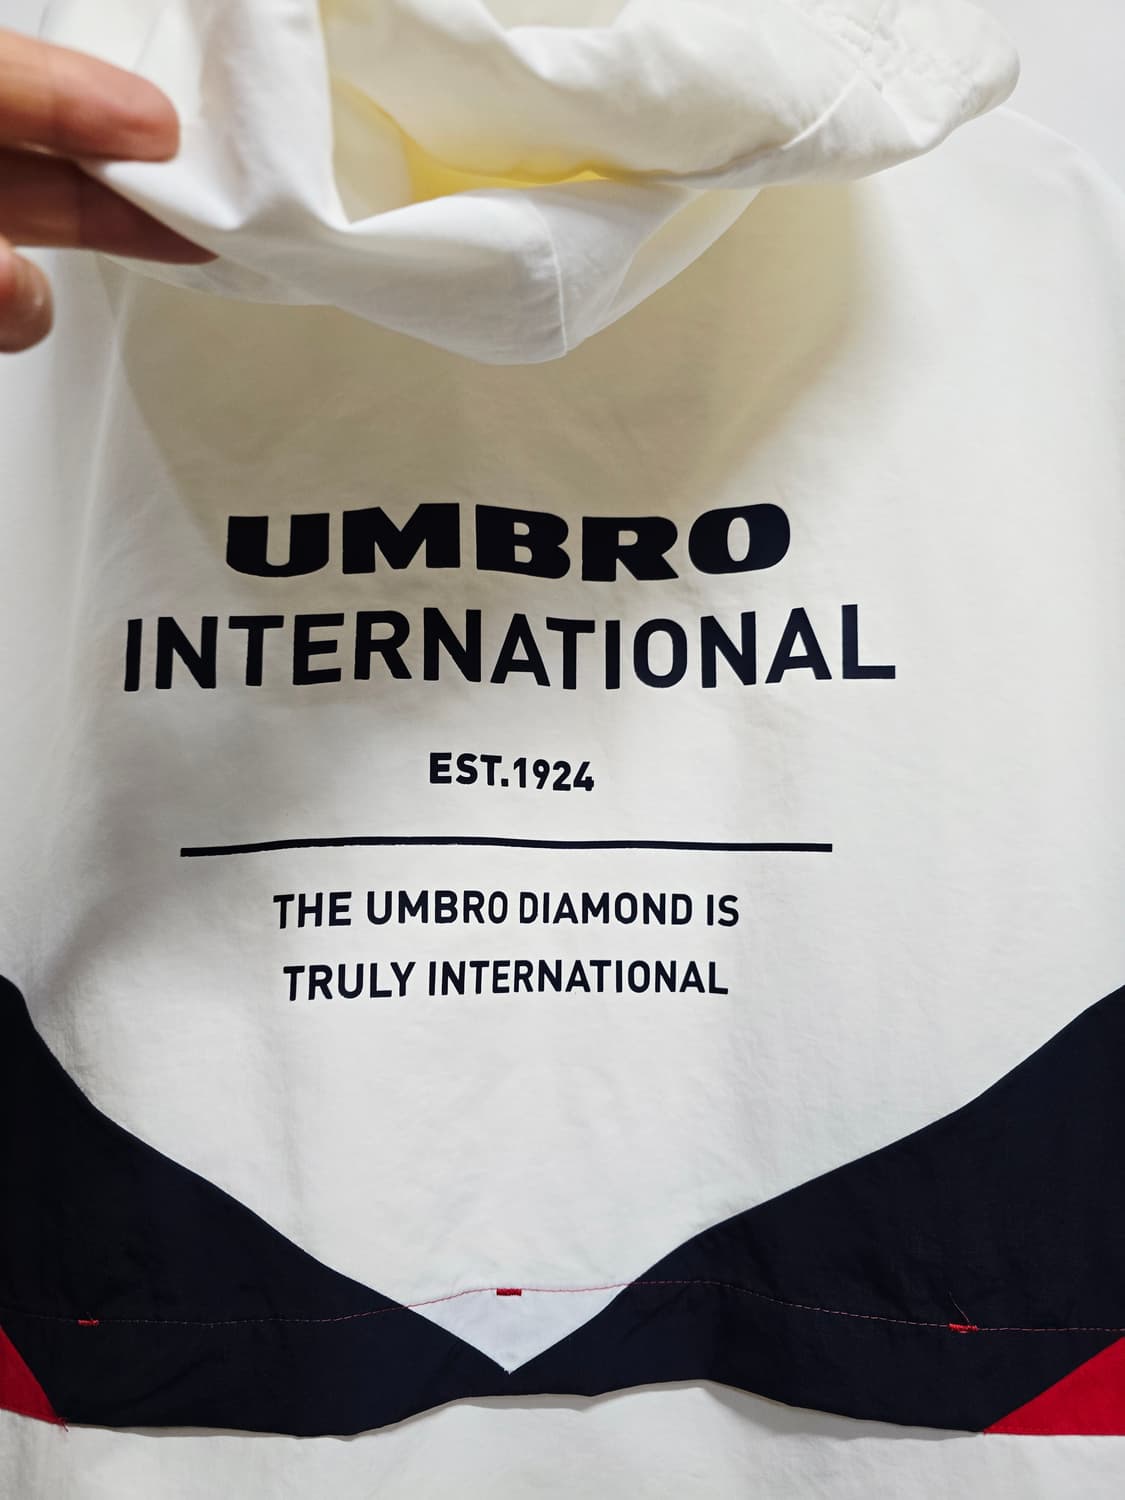 UMBRO
INTERNATIONAL
EST.1924
THE UMBRO DIAMOND IS
TRULY INTERNATIONAL